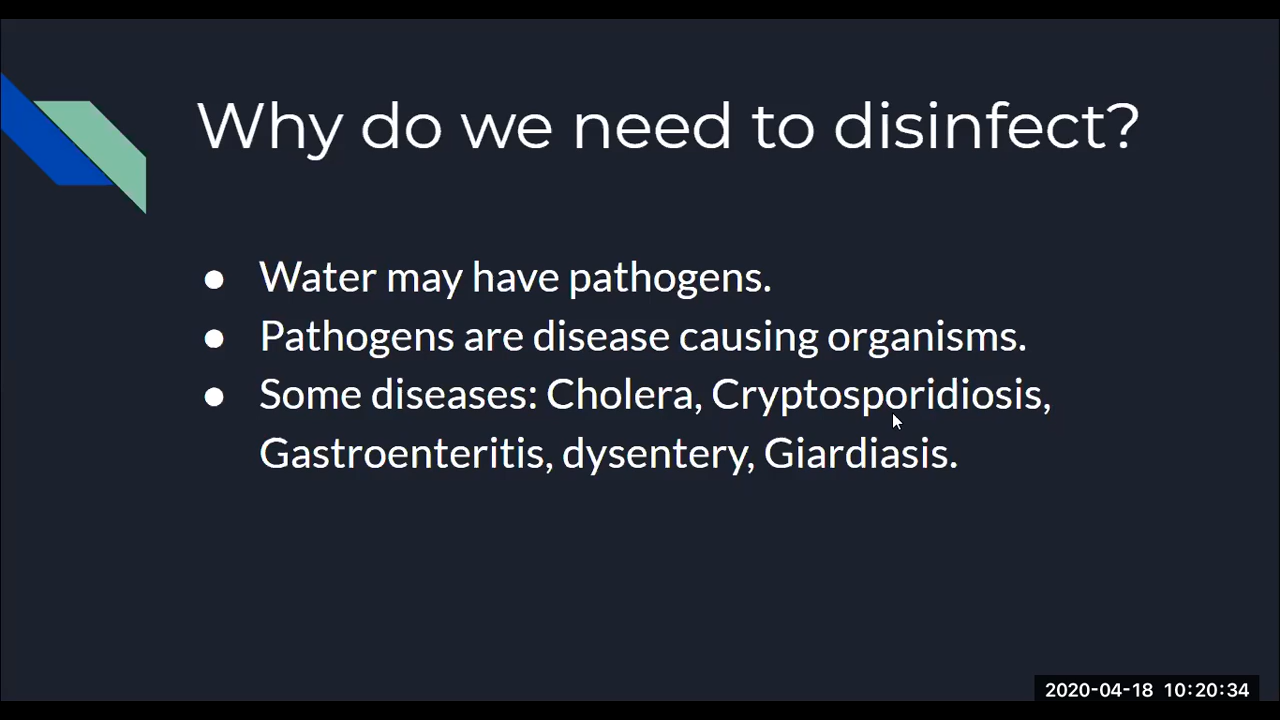 Why do we need to disinfect?
● Water may have pathogens.
● Pathogens are disease causing organisms.
● Some diseases: Cholera, Cryptosporidiosis,
Gastroenteritis, dysentery, Giardiasis.
2020-04-18 10:20:34